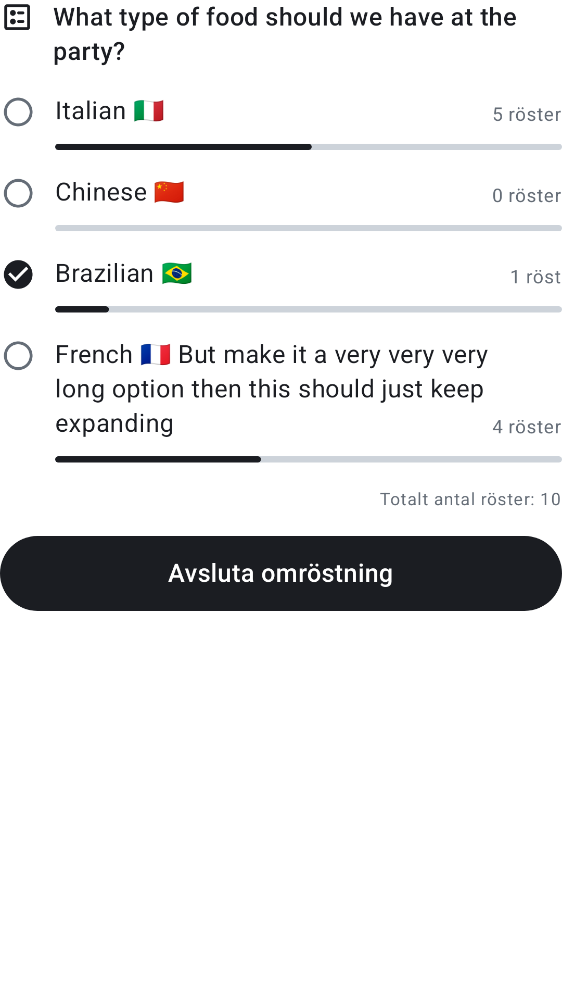 What type of food should we have at the
party?
Italian 🇮🇹
5 röster
Chinese 🇨🇳
0 röster
Brazilian 🇧🇷
1 röst
French 🇫🇷 But make it a very very very
long option then this should just keep
expanding
4 röster
Totalt antal röster: 10
Avsluta omröstning